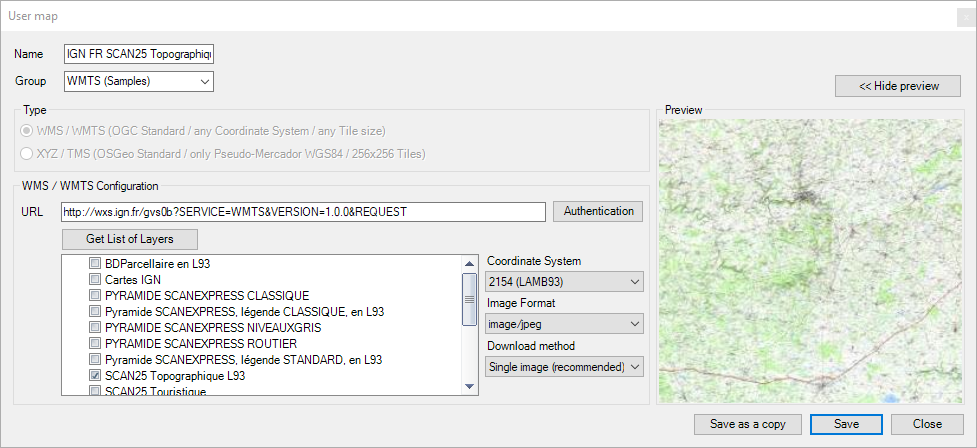 User map
Name
IGN FR SCAN25 Topographiqu
Group
WMTS (Samples)
<< Hide preview
Type
WMS / WMTS (OGC Standard / any Coordinate System / any Tile size)
XYZ / TMS (OSGeo Standard / only Pseudo-Mercador WGS84 / 256x256 Tiles)
Preview
WMS / WMTS Configuration
URL
http://wxs.ign.fr/gvs0b?SERVICE=WMTS&VERSION=1.0.0&REQUEST
Authentication
Get List of Layers
BDParcellaire en L93
Cartes IGN
PYRAMIDE SCANEXPRESS CLASSIQUE
Pyramide SCANEXPRESS, légende CLASSIQUE, en L93
PYRAMIDE SCANEXPRESS NIVEAUXGRIS
PYRAMIDE SCANEXPRESS ROUTIER
Pyramide SCANEXPRESS, légende STANDARD, en L93
SCAN25 Topographique L93
SCAN25 Touristique
Coordinate System
2154 (LAMB93)
Image Format
image/jpeg
Download method
Single image (recommended)
Save as a copy
Save
Close